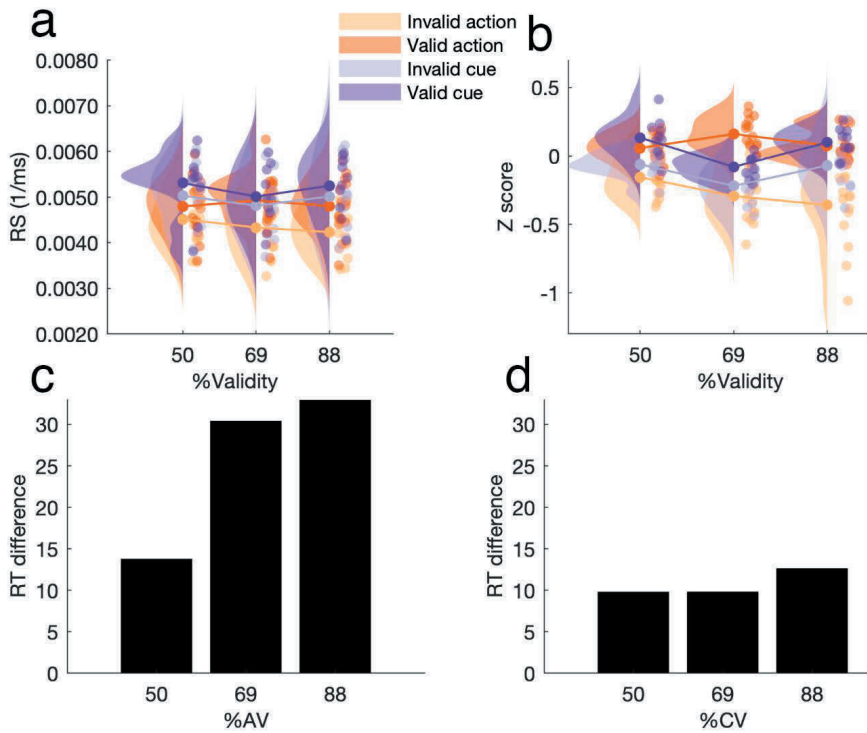 a
Invalid action
Valid action
Invalid cue
Valid cue
0.0080
0.0070
0.0060
0.0050
0.0040
0.0030
0.0020
RS (1/ms)
50 69 88
%Validity
b
0.5
0
-0.5
-1
Z score
50 69 88
%Validity
c
30
25
20
15
10
5
0
RT difference
50 69 88
%AV
d
30
25
20
15
10
5
0
RT difference
50 69 88
%CV